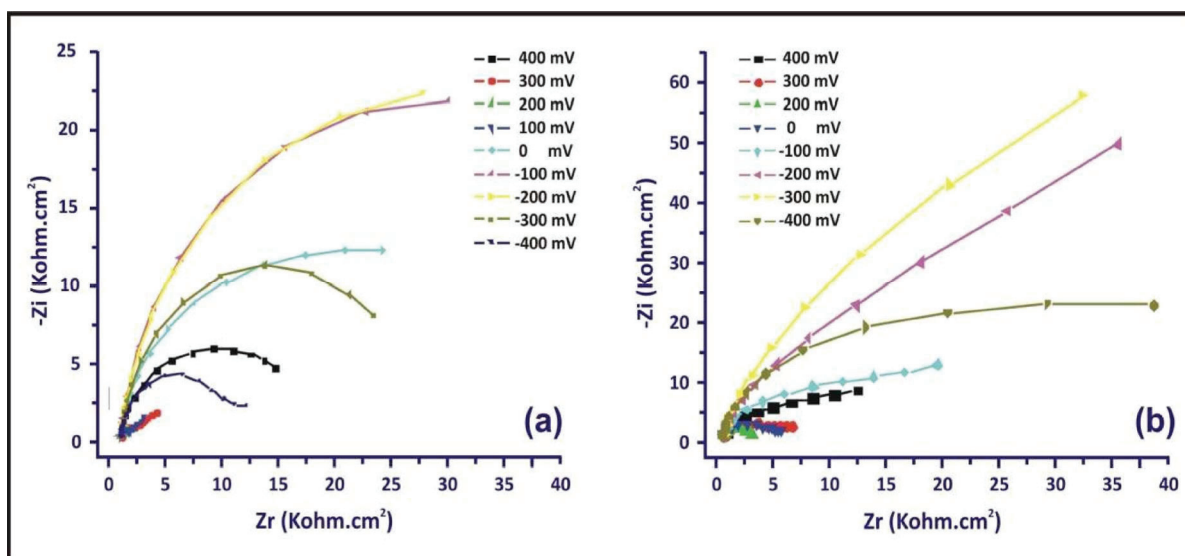 25
20
15
10
5
0
-Zi (Kohm.cm²)
400 mV
300 mV
200 mV
100 mV
0 mV
-100 mV
-200 mV
-300 mV
-400 mV
(a)
0 5 10 15 20 25 30 35 40
Zr (Kohm.cm²)
60
50
40
30
20
10
0
-Zi (Kohm.cm²)
400 mV
300 mV
200 mV
0 mV
-100 mV
-200 mV
-300 mV
-400 mV
(b)
0 5 10 15 20 25 30 35 40
Zr (Kohm.cm²)